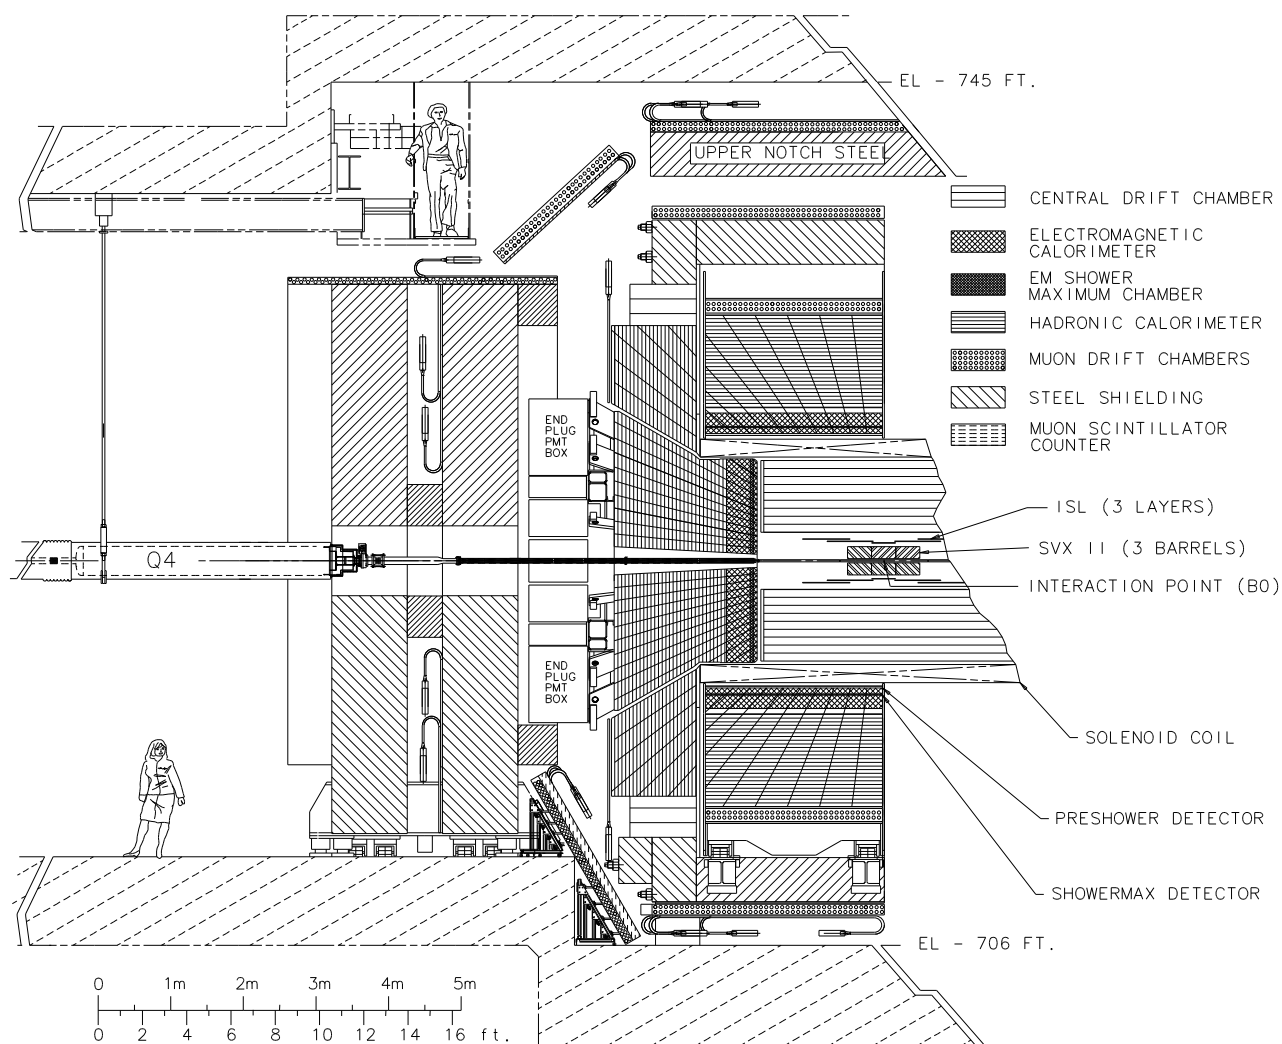 EL - 745 FT.
UPPER NOTCH STEEL
CENTRAL DRIFT CHAMBER
ELECTROMAGNETIC
CALORIMETER
EM SHOWER
MAXIMUM CHAMBER
HADRONIC CALORIMETER
MUON DRIFT CHAMBERS
STEEL SHIELDING
MUON SCINTILLATOR
COUNTER
END
PLUG
PMT
BOX
ISL (3 LAYERS)
SVX II (3 BARRELS)
Q4
INTERACTION POINT (B0)
END
PLUG
PMT
BOX
SOLENOID COIL
PRESHOWER DETECTOR
SHOWERMAX DETECTOR
EL - 706 FT.
0 1m 2m 3m 4m 5m
0 2 4 6 8 10 12 14 16 ft.